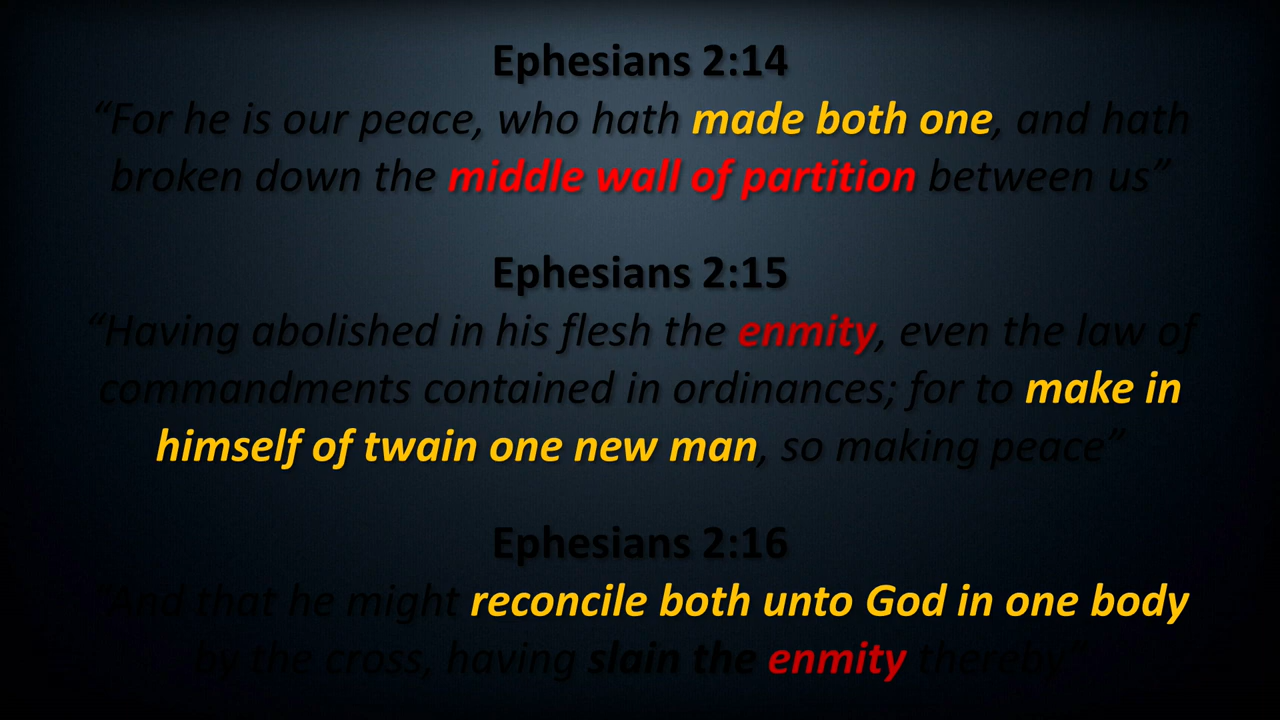 Ephesians 2:14
“For he is our peace, who hath made both one, and hath
broken down the middle wall of partition between us”
Ephesians 2:15
“Having abolished in his flesh the enmity, even the law of
commandments contained in ordinances; for to make in
himself of twain one new man, so making peace”
Ephesians 2:16
“And that he might reconcile both unto God in one body
by the cross, having slain the enmity thereby”